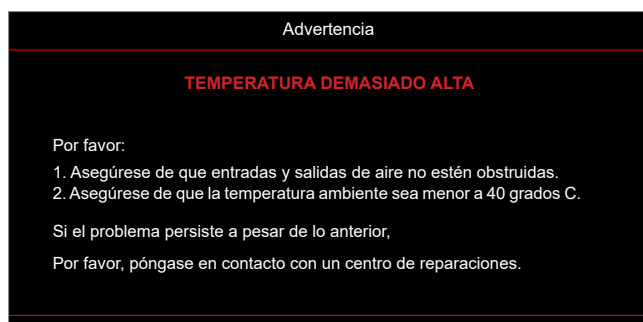 Advertencia
TEMPERATURA DEMASIADO ALTA
Por favor:
1. Asegúrese de que entradas y salidas de aire no estén obstruidas.
2. Asegúrese de que la temperatura ambiente sea menor a 40 grados C.
Si el problema persiste a pesar de lo anterior,
Por favor, póngase en contacto con un centro de reparaciones.